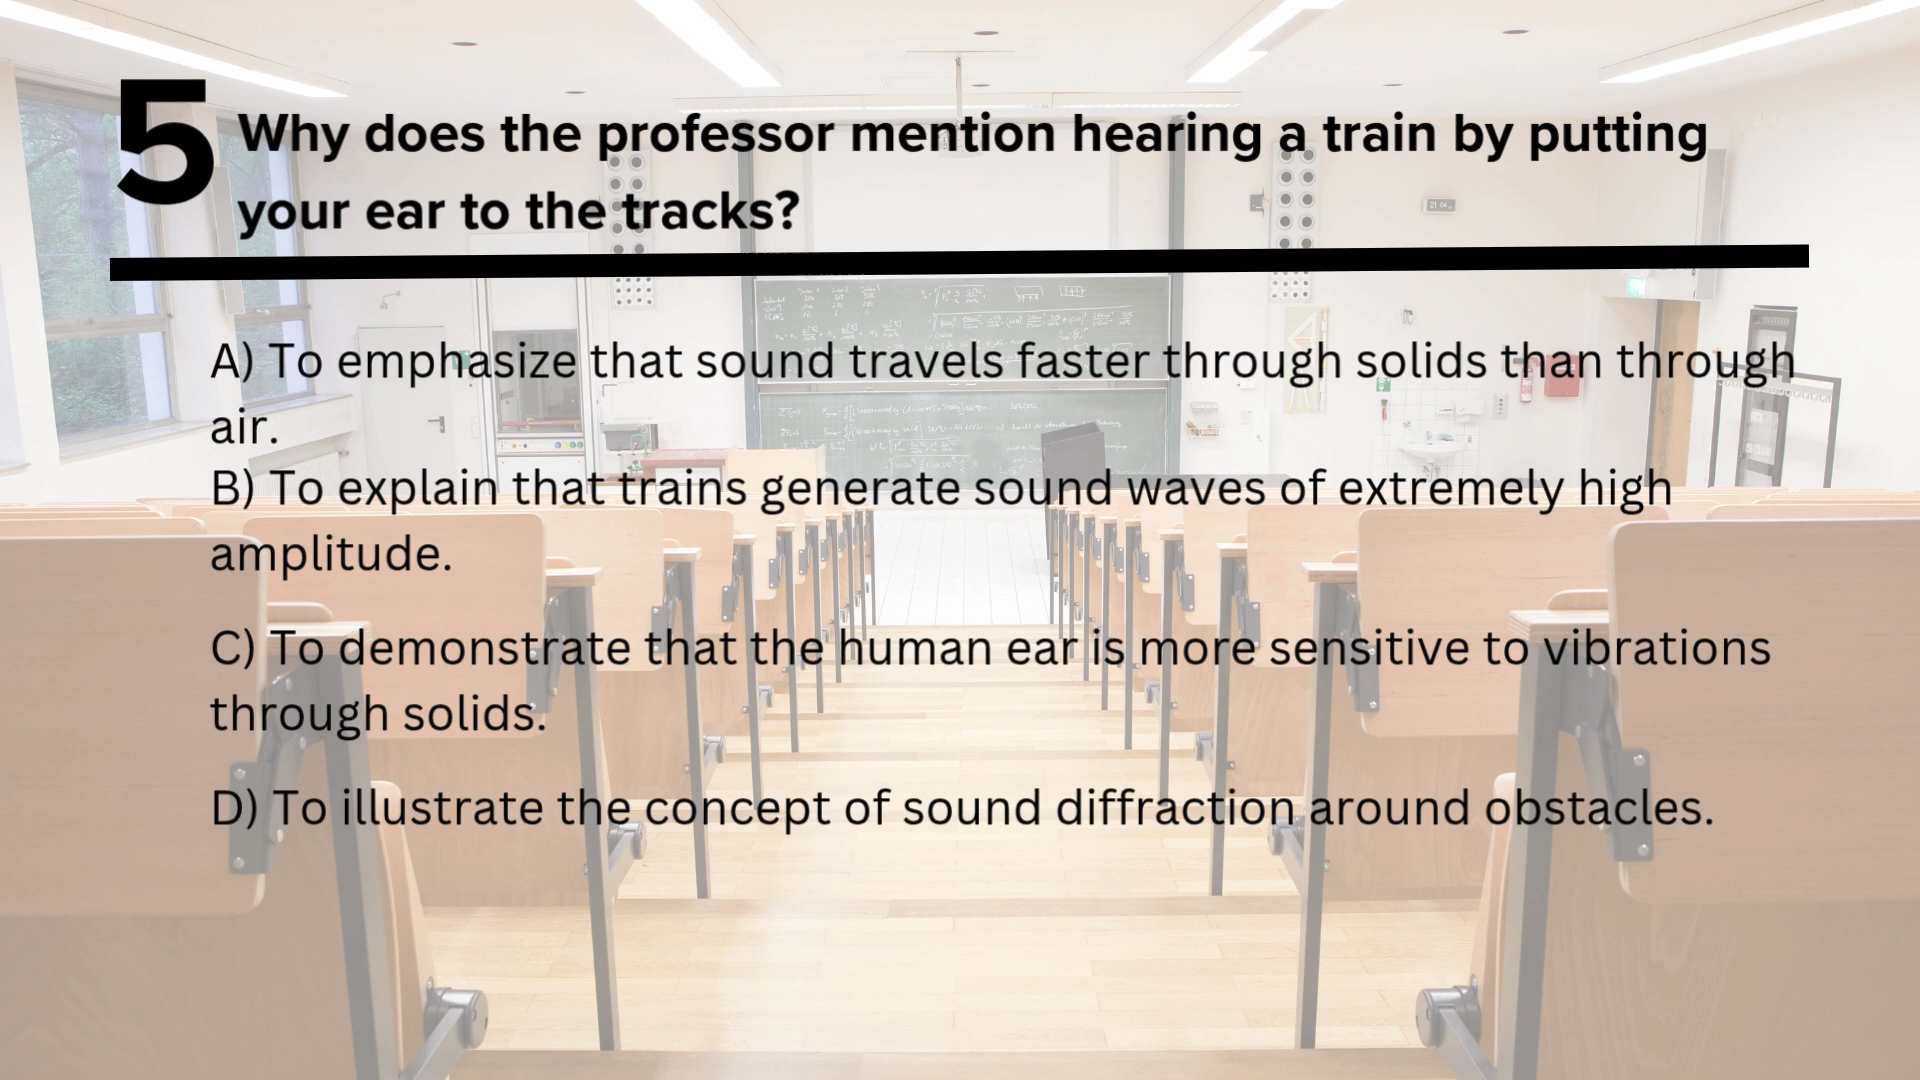 5
Why does the professor mention hearing a train by putting
your ear to the tracks?
A) To emphasize that sound travels faster through solids than through
air.
B) To explain that trains generate sound waves of extremely high
amplitude.
C) To demonstrate that the human ear is more sensitive to vibrations
through solids.
D) To illustrate the concept of sound diffraction around obstacles.